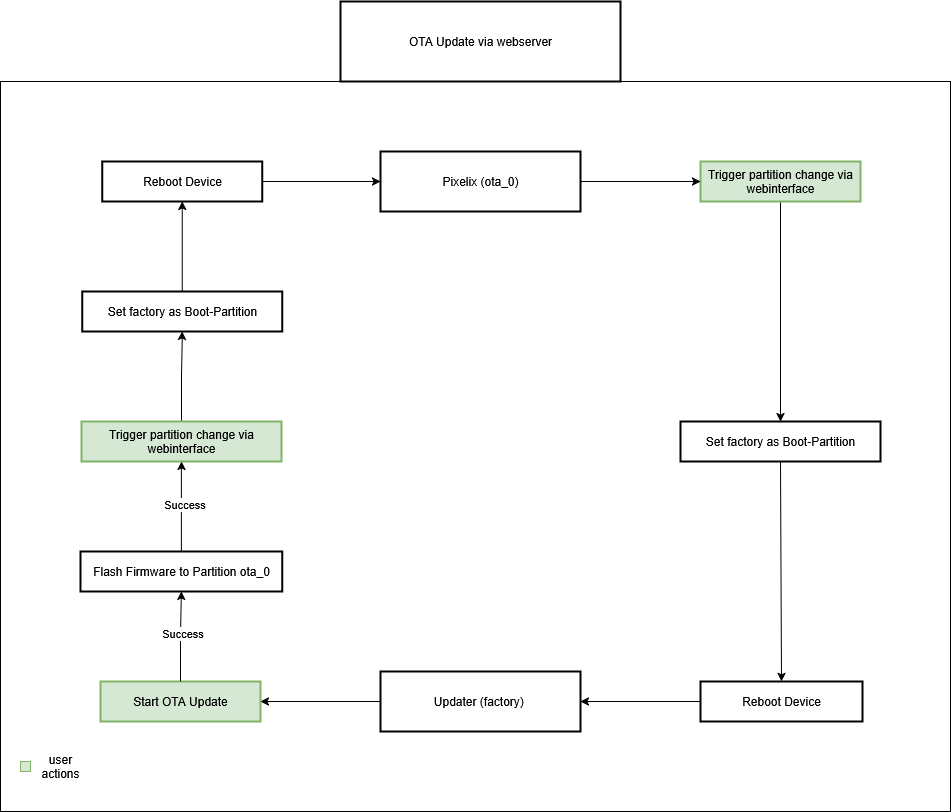 OTA Update via webserver
Reboot Device
Pixelix (ota_0)
Trigger partition change via
webinterface
Set factory as Boot-Partition
Trigger partition change via
webinterface
Set factory as Boot-Partition
Success
Flash Firmware to Partition ota_0
Success
Start OTA Update
Updater (factory)
Reboot Device
user
actions